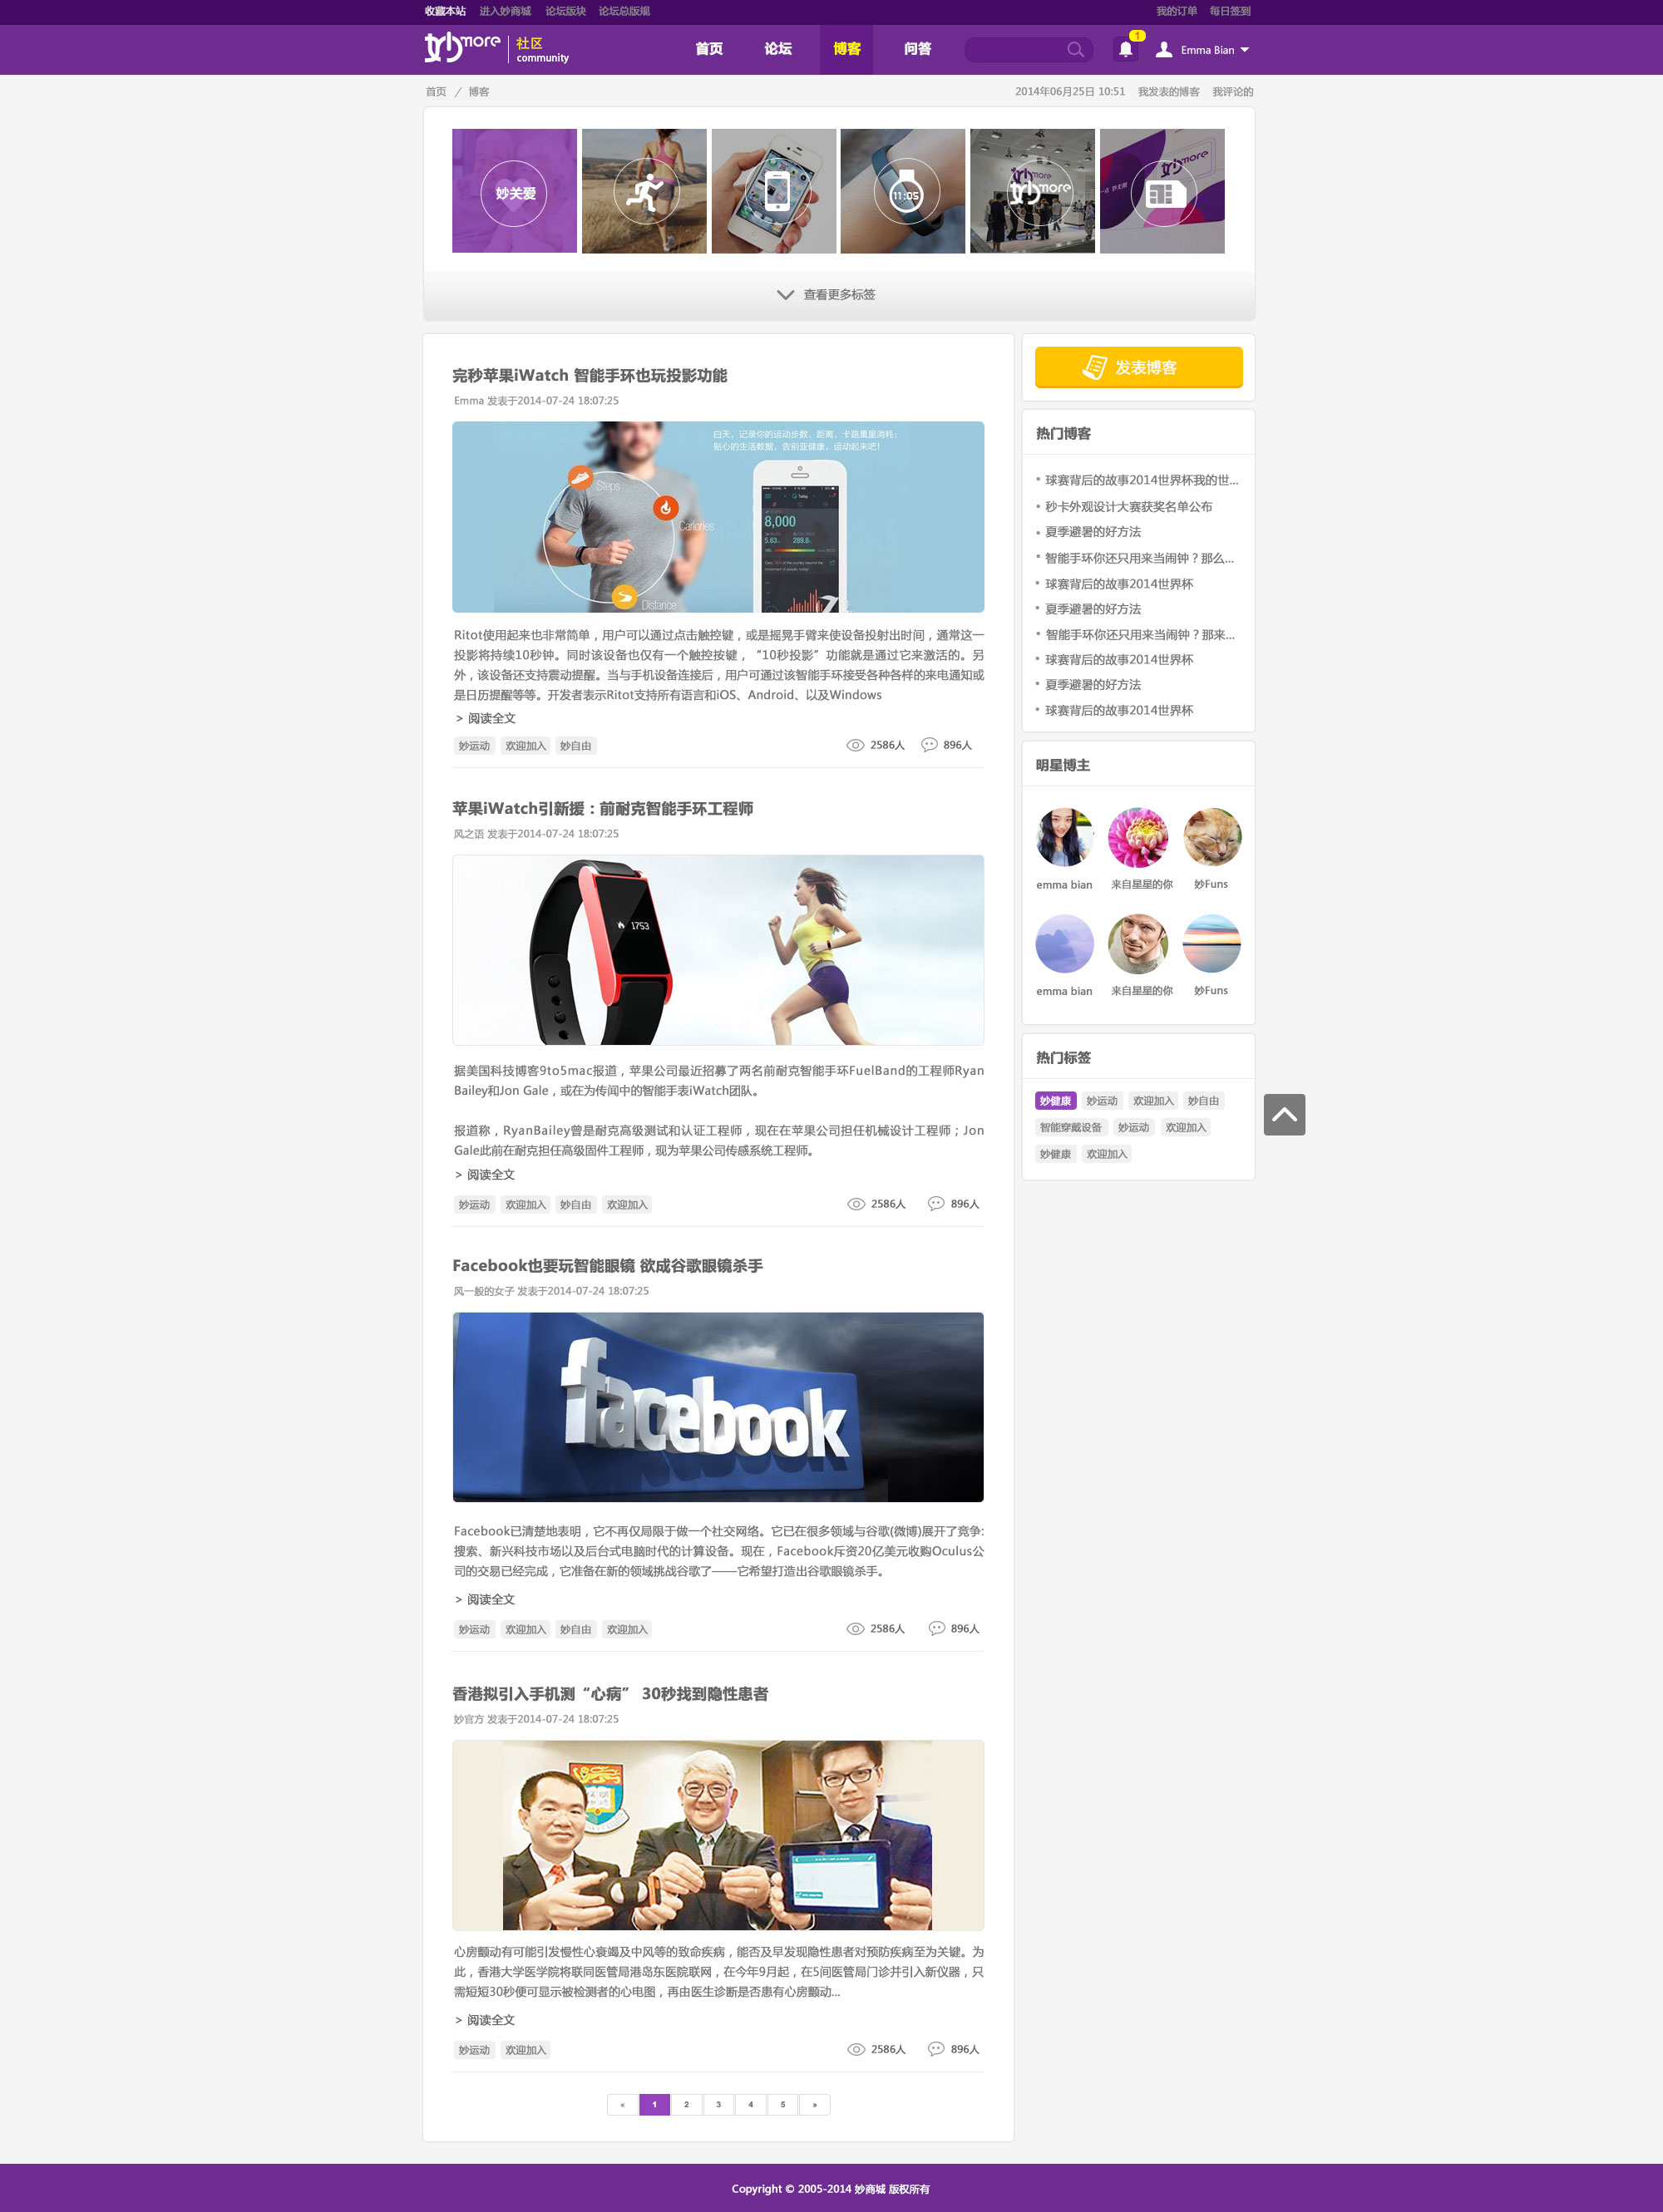 收藏本站 进入妙商城 论坛版块 论坛总版规 我的订单 每日签到
more 社区 community 首页 论坛 博客 问答 1 Emma Bian
首页 / 博客 2014年06月25日 10:51 我发表的博客 我评论的
妙关爱 11:05 more more
查看更多标签
完秒苹果iWatch 智能手环也玩投影功能
Emma 发表于2014-07-24 18:07:25
白天，记录你的运动步数、距离、卡路里消耗；
贴心的生活数据，告别亚健康，运动起来吧！
Steps
Carlories
Distance
Today
8,000
5.63
289.8
Ritot使用起来也非常简单，用户可以通过点击触控键，或是摇晃手臂来使设备投射出时间，通常这一
投影将持续10秒钟。同时该设备也仅有一个触控按键，“10秒投影”功能就是通过它来激活的。另
外，该设备还支持震动提醒。当与手机设备连接后，用户可通过该智能手环接受各种各样的来电通知或
是日历提醒等等。开发者表示Ritot支持所有语言和iOS、Android、以及Windows
> 阅读全文
妙运动 欢迎加入 妙自由 2586人 896人
苹果iWatch引新援：前耐克智能手环工程师
风之语 发表于2014-07-24 18:07:25
1753
据美国科技博客9to5mac报道，苹果公司最近招募了两名前耐克智能手环FuelBand的工程师Ryan
Bailey和Jon Gale，或在为传闻中的智能手表iWatch团队。
报道称，RyanBailey曾是耐克高级测试和认证工程师，现在在苹果公司担任机械设计工程师；Jon
Gale此前在耐克担任高级固件工程师，现为苹果公司传感系统工程师。
> 阅读全文
妙运动 欢迎加入 妙自由 欢迎加入 2586人 896人
Facebook也要玩智能眼镜 欲成谷歌眼镜杀手
风一般的女子 发表于2014-07-24 18:07:25
facebook
Facebook已清楚地表明，它不再仅局限于做一个社交网络。它已在很多领域与谷歌(微博)展开了竞争:
搜索、新兴科技市场以及后台式电脑时代的计算设备。现在，Facebook斥资20亿美元收购Oculus公
司的交易已经完成，它准备在新的领域挑战谷歌了——它希望打造出谷歌眼镜杀手。
> 阅读全文
妙运动 欢迎加入 妙自由 欢迎加入 2586人 896人
香港拟引入手机测“心病” 30秒找到隐性患者
妙官方 发表于2014-07-24 18:07:25
心房颤动有可能引发慢性心衰竭及中风等的致命疾病，能否及早发现隐性患者对预防疾病至为关键。为
此，香港大学医学院将联同医管局港岛东医院联网，在今年9月起，在5间医管局门诊并引入新仪器，只
需短短30秒便可显示被检测者的心电图，再由医生诊断是否患有心房颤动...
> 阅读全文
妙运动 欢迎加入 2586人 896人
« 1 2 3 4 5 »
发表博客
热门博客
球赛背后的故事2014世界杯我的世...
秒卡外观设计大赛获奖名单公布
夏季避暑的好方法
智能手环你还只用来当闹钟？那么...
球赛背后的故事2014世界杯
夏季避暑的好方法
智能手环你还只用来当闹钟？那来...
球赛背后的故事2014世界杯
夏季避暑的好方法
球赛背后的故事2014世界杯
明星博主
emma bian 来自星星的你 妙Funs
emma bian 来自星星的你 妙Funs
热门标签
妙健康 妙运动 欢迎加入 妙自由
智能穿戴设备 妙运动 欢迎加入
妙健康 欢迎加入
Copyright © 2005-2014 妙商城 版权所有